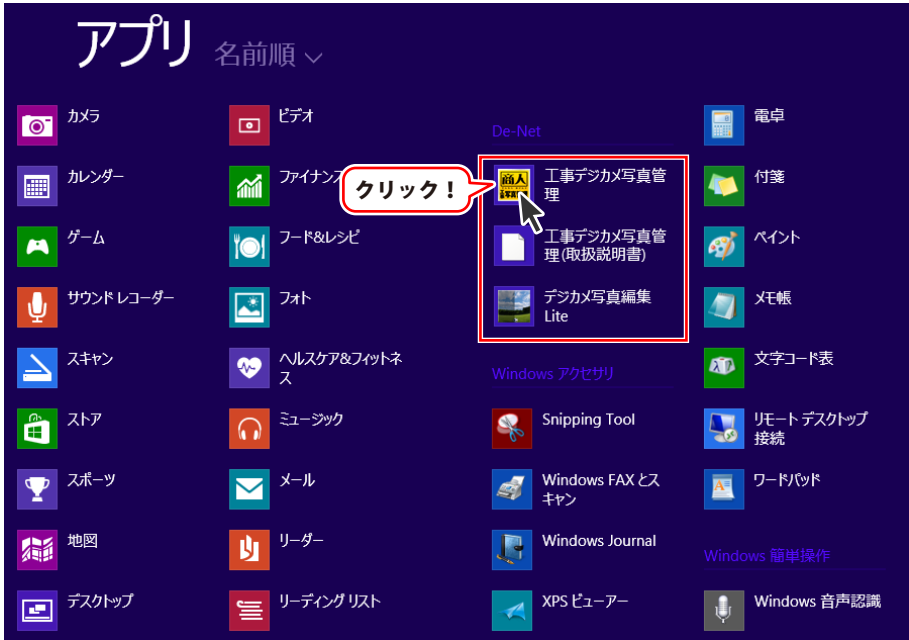 アプリ 名前順
カメラ
カレンダー
ゲーム
サウンド レコーダー
スキャン
ストア
スポーツ
地図
デスクトップ
ビデオ
ファイナンス
フード&レシピ
フォト
ヘルスケア&フィットネ
ス
ミュージック
メール
リーダー
リーディング リスト
クリック！
De-Net
商人
工事デジカメ写真管
理
工事デジカメ写真管
理(取扱説明書)
デジカメ写真編集
Lite
Windows アクセサリ
Snipping Tool
Windows FAX とス
キャン
Windows Journal
XPS ビューアー
電卓
付箋
ペイント
メモ帳
文字コード表
リモート デスクトップ
接続
ワードパッド
Windows 簡単操作
Windows 音声認識